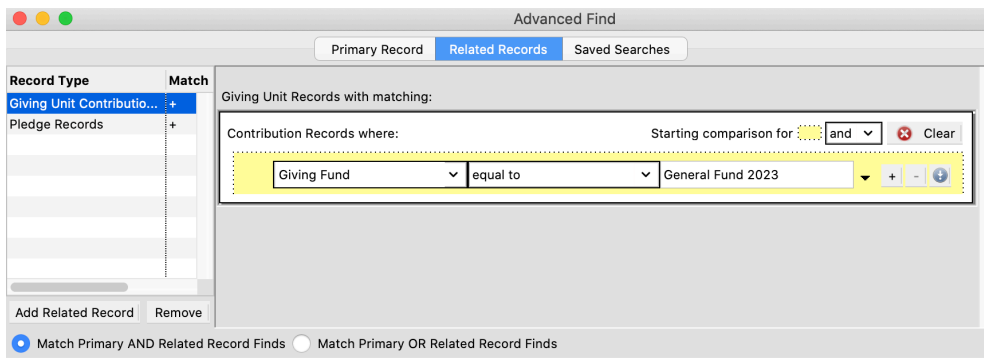 Advanced Find
Primary Record Related Records Saved Searches
Record Type Match
Giving Unit Contributio... +
Pledge Records +
Giving Unit Records with matching:
Contribution Records where: Starting comparison for and Clear
Giving Fund equal to General Fund 2023 + -
Add Related Record Remove
Match Primary AND Related Record Finds Match Primary OR Related Record Finds